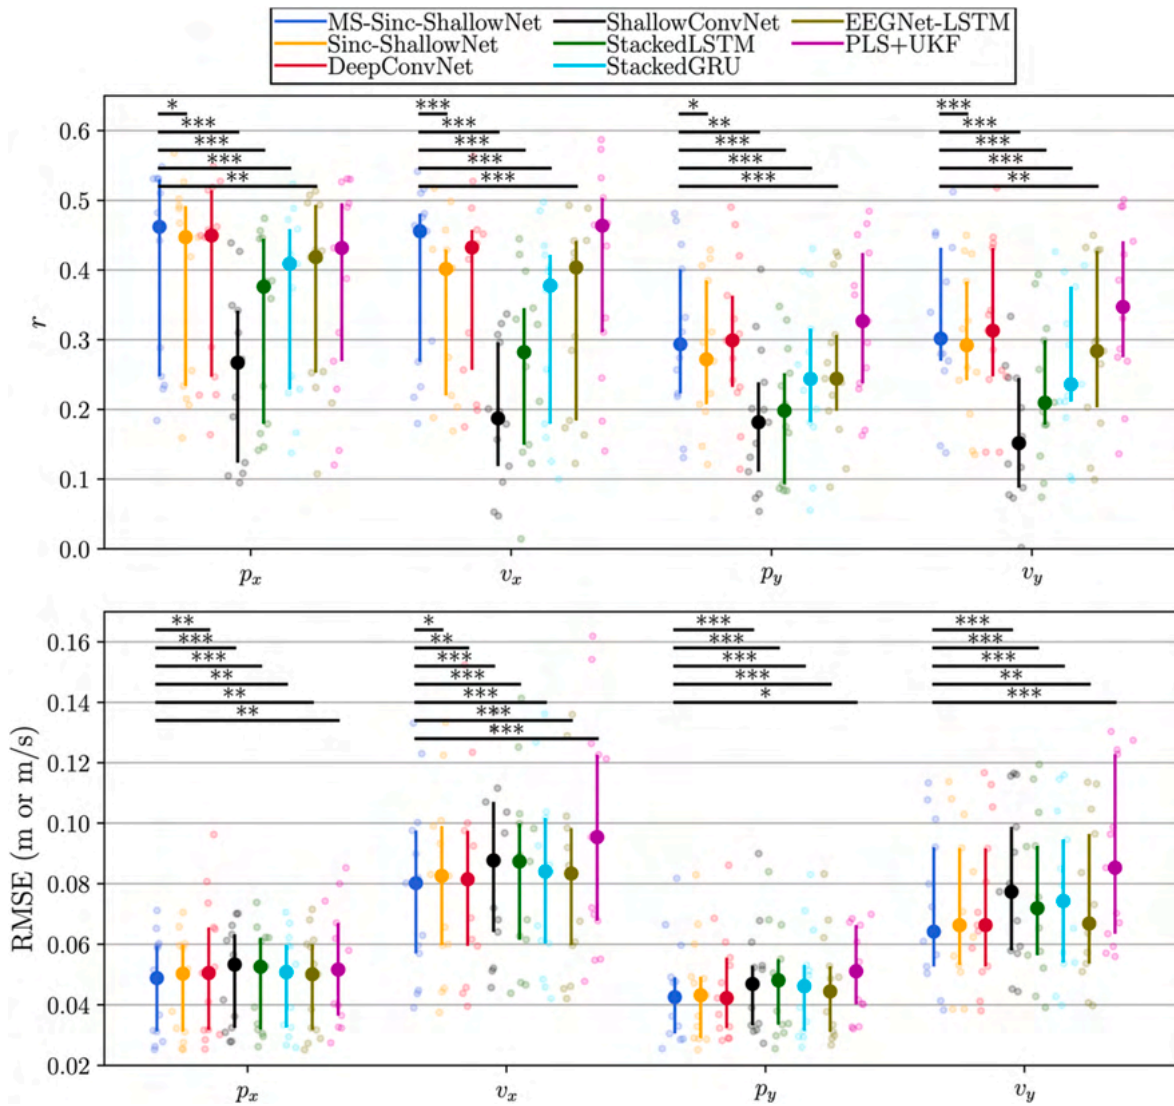 MS-Sinc-ShallowNet ShallowConvNet EEGNet-LSTM
Sinc-ShallowNet StackedLSTM PLS+UKF
DeepConvNet StackedGRU
* *** * ***
*** *** ** ***
*** *** *** ***
*** *** *** ***
** *** *** **
0.6
0.5
0.4
0.3
0.2
0.1
0.0
r
p_x v_x p_y v_y
** * *** ***
*** ** *** ***
*** *** *** ***
** *** *** **
** *** * ***
** ***
***
0.16
0.14
0.12
0.10
0.08
0.06
0.04
0.02
RMSE (m or m/s)
p_x v_x p_y v_y